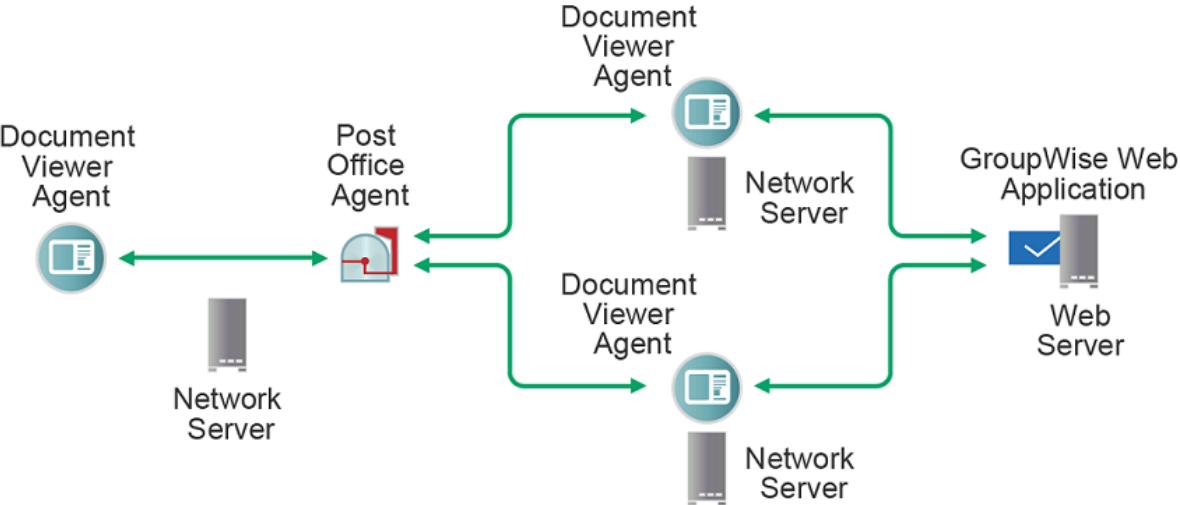 Document
Viewer
Agent
Post
Office
Agent
Network
Server
Document
Viewer
Agent
Network
Server
Document
Viewer
Agent
Network
Server
GroupWise Web
Application
Web
Server